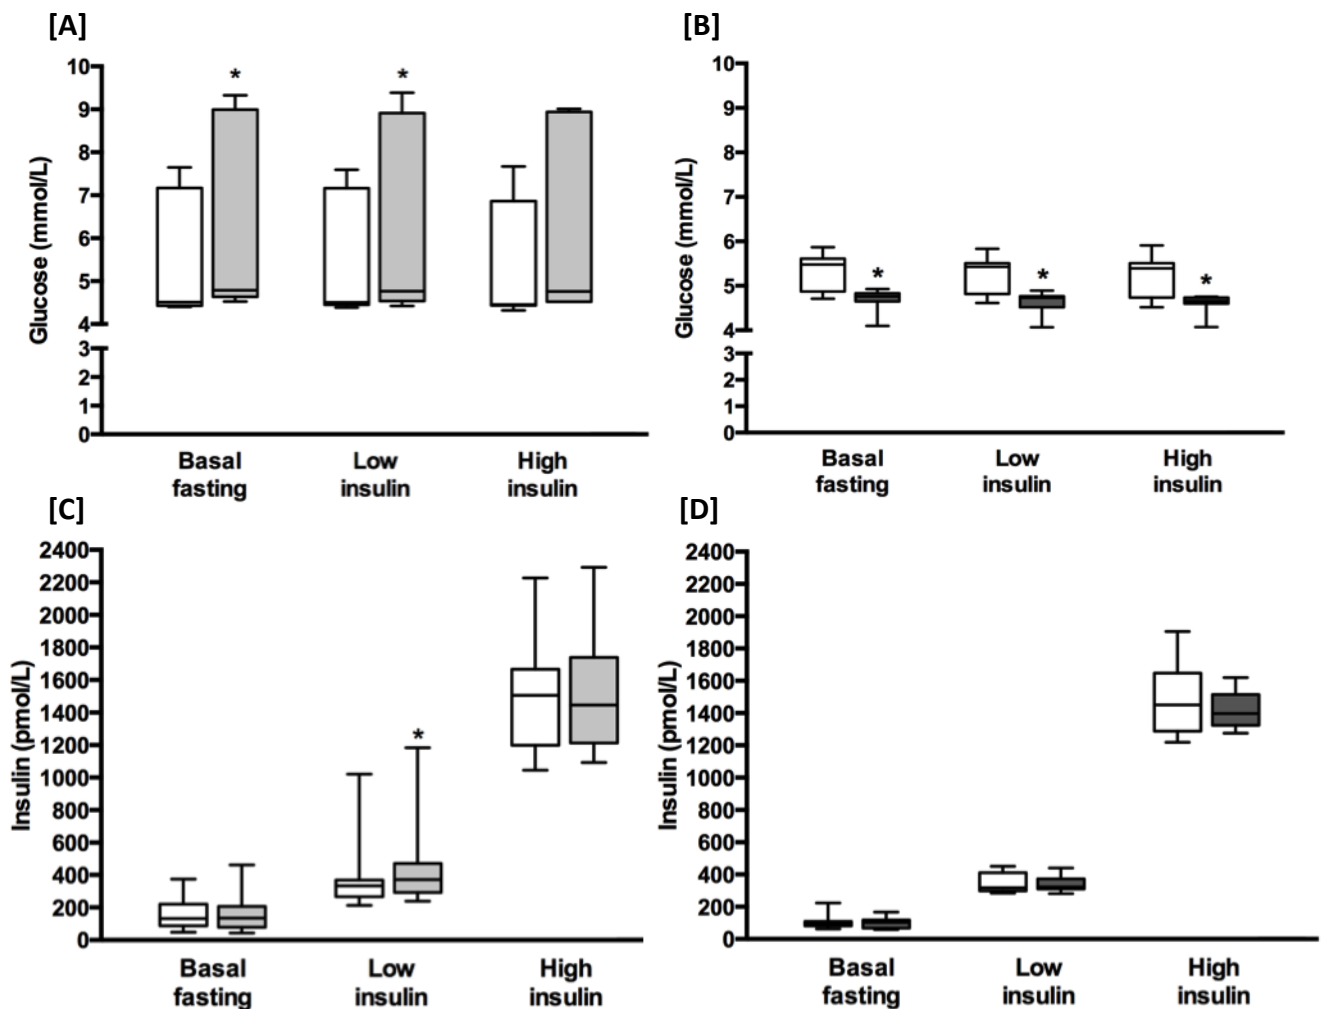 [A]
10
*
*
9
8
7
6
5
4
3
2
1
0
Glucose (mmol/L)
Basal
fasting
Low
insulin
High
insulin
[B]
10
9
8
7
6
5
4
3
2
1
0
*
*
*
Glucose (mmol/L)
Basal
fasting
Low
insulin
High
insulin
[C]
2400
2200
2000
1800
1600
1400
1200
1000
800
600
400
200
0
*
Insulin (pmol/L)
Basal
fasting
Low
insulin
High
insulin
[D]
2400
2200
2000
1800
1600
1400
1200
1000
800
600
400
200
0
Insulin (pmol/L)
Basal
fasting
Low
insulin
High
insulin